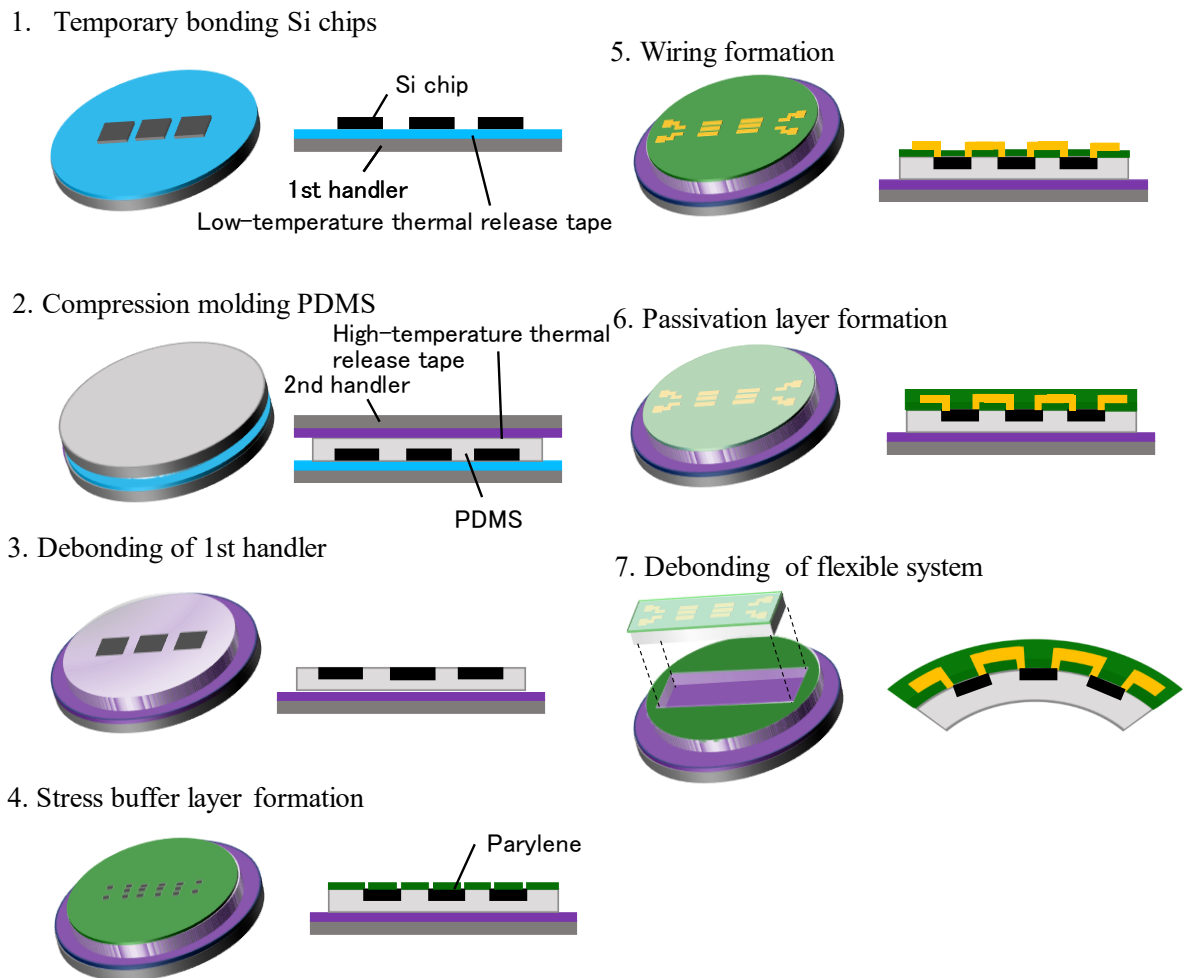 1. Temporary bonding Si chips
Si chip
1st handler
Low-temperature thermal release tape
2. Compression molding PDMS
High-temperature thermal
release tape
2nd handler
PDMS
3. Debonding of 1st handler
4. Stress buffer layer formation
Parylene
5. Wiring formation
6. Passivation layer formation
7. Debonding of flexible system